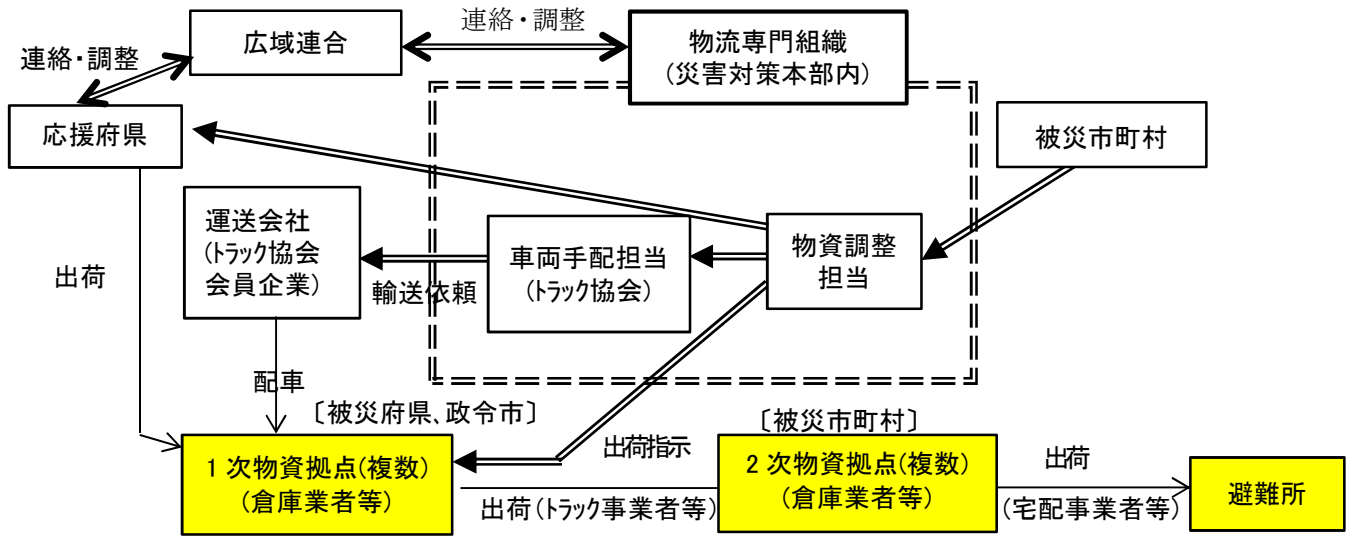 連絡・調整
広域連合
連絡・調整
物流専門組織
(災害対策本部内)
応援府県
被災市町村
運送会社
(トラック協会
会員企業)
車両手配担当
(トラック協会)
物資調整
担当
出荷
輸送依頼
配車
〔被災府県、政令市〕
〔被災市町村〕
1次物資拠点(複数)
(倉庫業者等)
出荷指示
出荷(トラック事業者等)
2次物資拠点(複数)
(倉庫業者等)
出荷
(宅配事業者等)
避難所